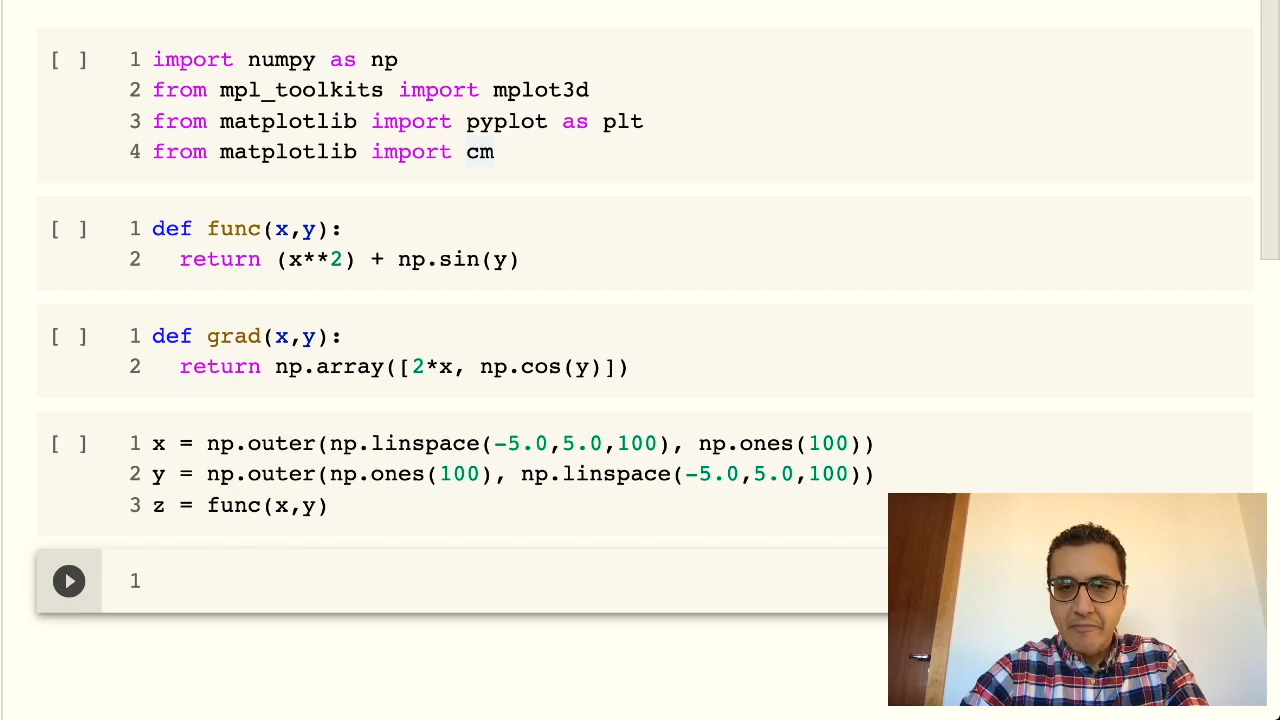 [ ] 1 import numpy as np
2 from mpl_toolkits import mplot3d
3 from matplotlib import pyplot as plt
4 from matplotlib import cm
[ ] 1 def func(x,y):
2   return (x**2) + np.sin(y)
[ ] 1 def grad(x,y):
2   return np.array([2*x, np.cos(y)])
[ ] 1 x = np.outer(np.linspace(-5.0,5.0,100), np.ones(100))
2 y = np.outer(np.ones(100), np.linspace(-5.0,5.0,100))
3 z = func(x,y)
1